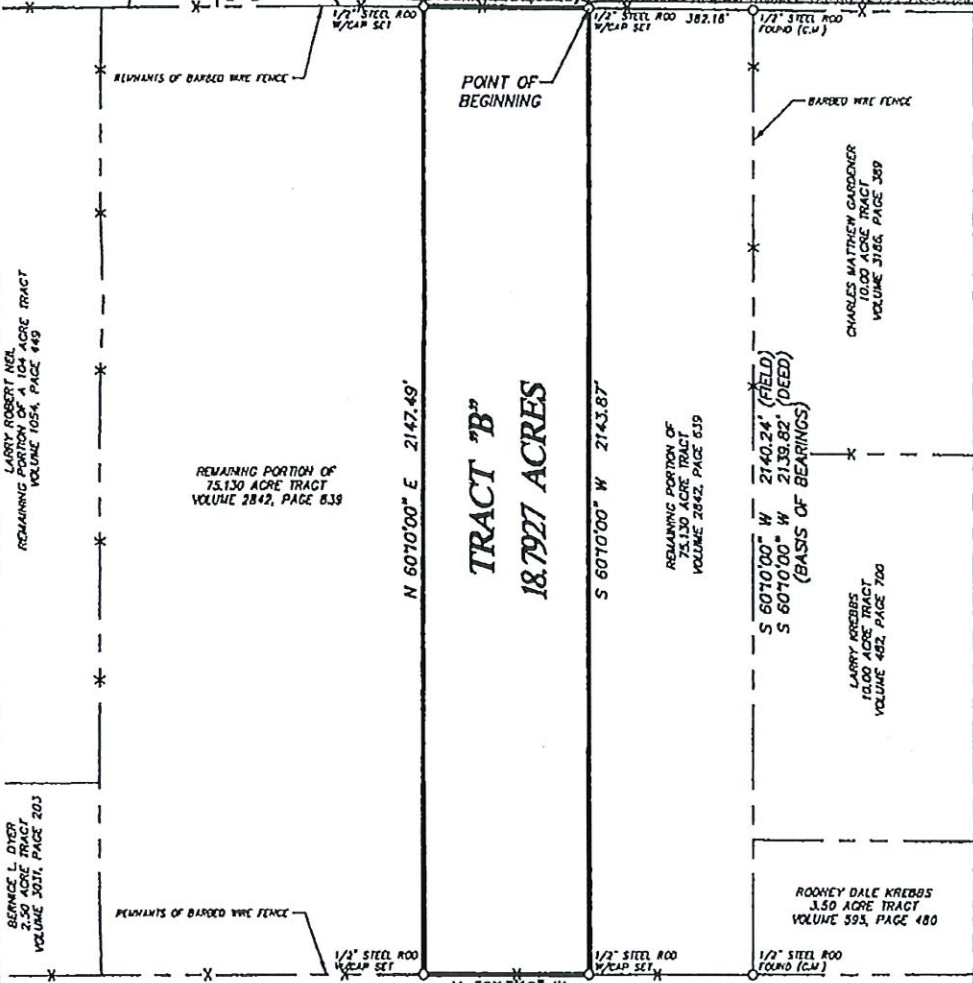 1/2" STEEL ROD
W/CAP SET
1/2" STEEL ROD
W/CAP SET
382.18'
1/2" STEEL ROD
FOUND (C.M.)
REMNANTS OF BARBED WIRE FENCE
POINT OF
BEGINNING
BARBED WIRE FENCE
CHARLES MATTHEW GARDENER
10.00 ACRE TRACT
VOLUME 3186, PAGE 389
LARRY ROBERT NEIL
REMAINING PORTION OF A 104 ACRE TRACT
VOLUME 1054, PAGE 449
REMAINING PORTION OF
75.130 ACRE TRACT
VOLUME 2842, PAGE 639
N 60°10'00" E 2147.49'
TRACT "B"
18.7927 ACRES
S 60°10'00" W 2143.87'
REMAINING PORTION OF
75.130 ACRE TRACT
VOLUME 2842, PAGE 639
S 60°10'00" W 2140.24' (FIELD)
S 60°10'00" W 2139.82' (DEED)
(BASIS OF BEARINGS)
LARRY KREBBS
10.00 ACRE TRACT
VOLUME 482, PAGE 700
BERNICE L. DYER
2.50 ACRE TRACT
VOLUME 3031, PAGE 203
RODNEY DALE KREBBS
3.50 ACRE TRACT
VOLUME 593, PAGE 480
REMNANTS OF BARBED WIRE FENCE
1/2" STEEL ROD
W/CAP SET
1/2" STEEL ROD
W/CAP SET
1/2" STEEL ROD
FOUND (C.M.)